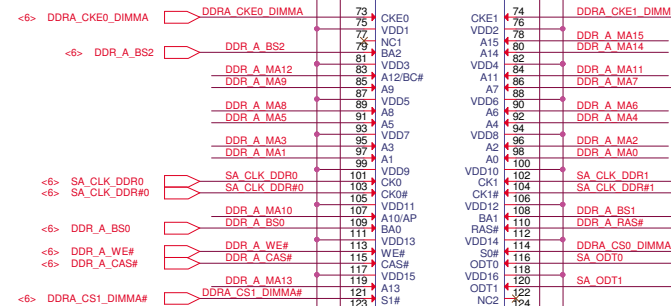 <6> DDRA_CKE0_DIMMA DDRA_CKE0_DIMMA 73 CKE0 CKE1 74 DDRA_CKE1_DIMM
75 VDD1 VDD2 76
77 NC1 A15 78 DDR_A_MA15
<6> DDR_A_BS2 DDR_A_BS2 79 BA2 A14 80 DDR_A_MA14
81 VDD3 VDD4 82
DDR_A_MA12 83 A12/BC# A11 84 DDR_A_MA11
DDR_A_MA9 85 A9 A7 86 DDR_A_MA7
87 VDD5 VDD6 88
DDR_A_MA8 89 A8 A6 90 DDR_A_MA6
DDR_A_MA5 91 A5 A4 92 DDR_A_MA4
93 VDD7 VDD8 94
DDR_A_MA3 95 A3 A2 96 DDR_A_MA2
DDR_A_MA1 97 A1 A0 98 DDR_A_MA0
99 VDD9 VDD10 100
<6> SA_CLK_DDR0 SA_CLK_DDR0 101 CK0 CK1 102 SA_CLK_DDR1
<6> SA_CLK_DDR#0 SA_CLK_DDR#0 103 CK0# CK1# 104 SA_CLK_DDR#1
105 VDD11 VDD12 106
DDR_A_MA10 107 A10/AP BA1 108 DDR_A_BS1
<6> DDR_A_BS0 DDR_A_BS0 109 BA0 RAS# 110 DDR_A_RAS#
111 VDD13 VDD14 112
<6> DDR_A_WE# DDR_A_WE# 113 WE# S0# 114 DDRA_CS0_DIMMA
<6> DDR_A_CAS# DDR_A_CAS# 115 CAS# ODT0 116 SA_ODT0
117 VDD15 VDD16 118
DDR_A_MA13 119 A13 ODT1 120 SA_ODT1
<6> DDRA_CS1_DIMMA# DDRA_CS1_DIMMA# 121 S1# NC2 122
123 124